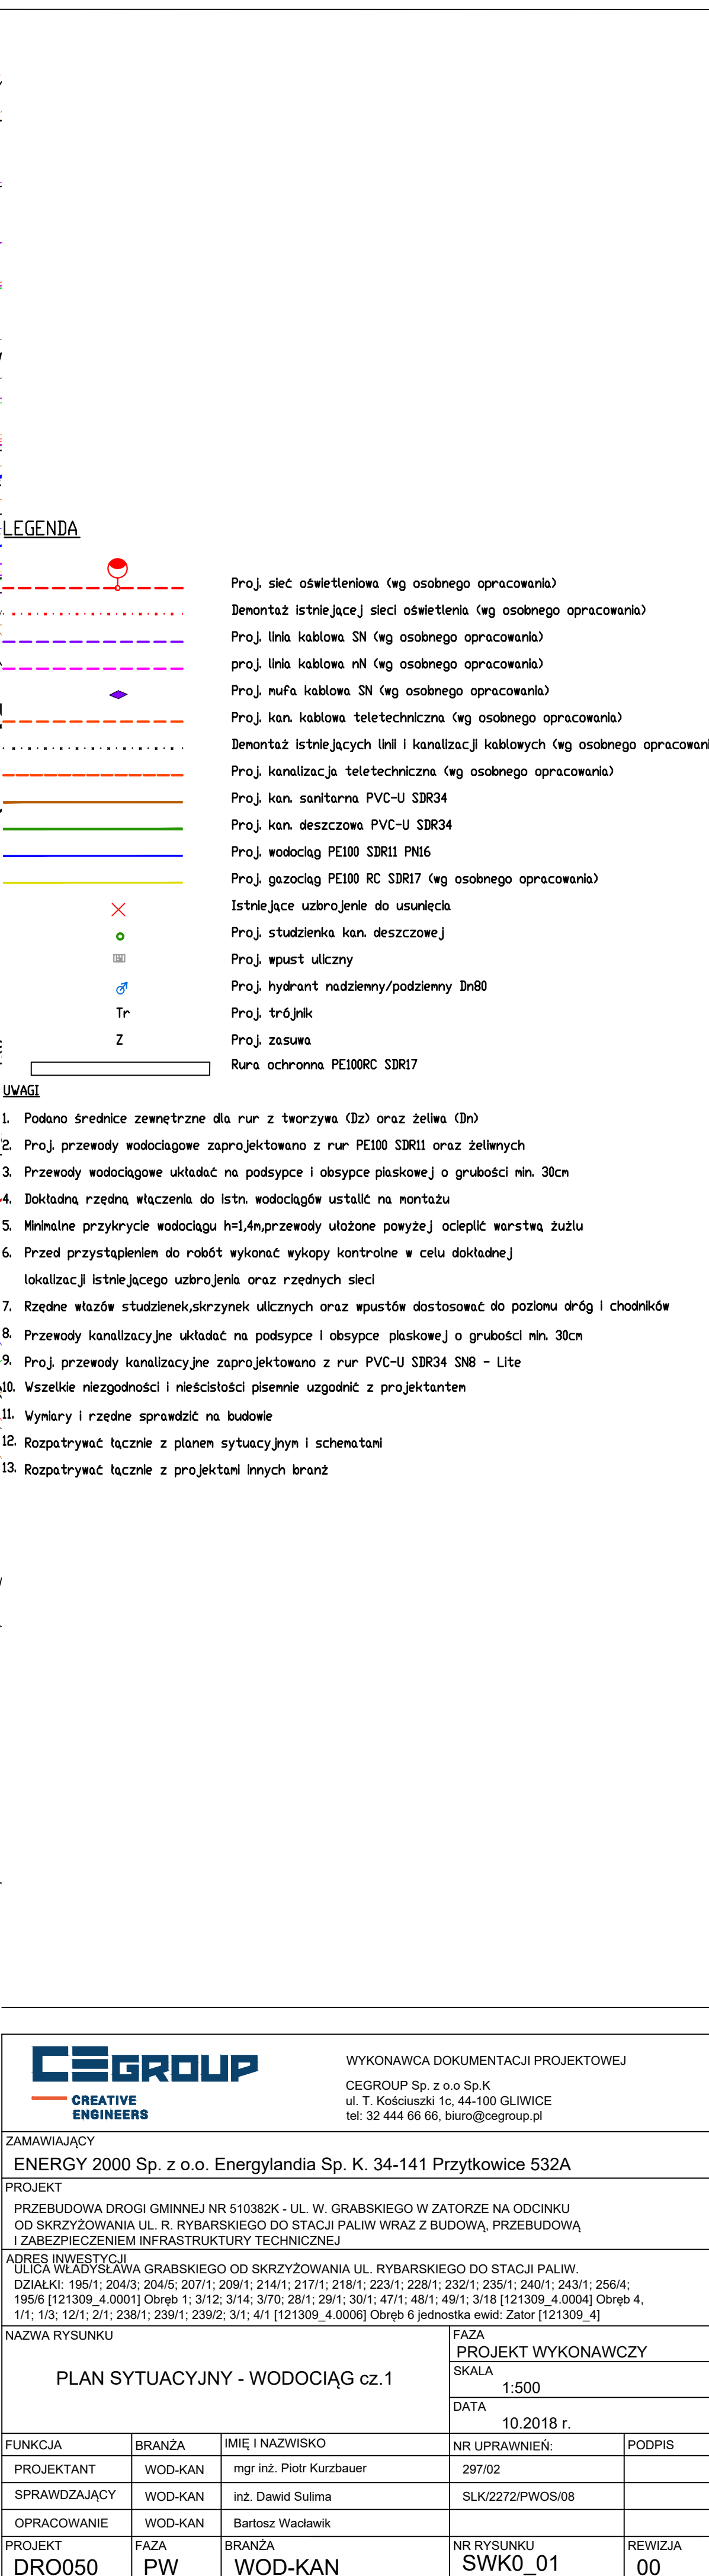 LEGENDA
Proj. sieć oświetleniowa (wg osobnego opracowania)
Demontaż istniejącej sieci oświetlenia (wg osobnego opracowania)
Proj. linia kablowa SN (wg osobnego opracowania)
proj. linia kablowa nN (wg osobnego opracowania)
Proj. mufa kablowa SN (wg osobnego opracowania)
Proj. kan. kablowa teletechniczna (wg osobnego opracowania)
Demontaż istniejących linii i kanalizacji kablowych (wg osobnego opracowani
Proj. kanalizacja teletechniczna (wg osobnego opracowania)
Proj. kan. sanitarna PVC-U SDR34
Proj. kan. deszczowa PVC-U SDR34
Proj. wodociąg PE100 SDR11 PN16
Proj. gazociąg PE100 RC SDR17 (wg osobnego opracowania)
Istniejące uzbrojenie do usunięcia
Proj. studzienka kan. deszczowej
Proj. wpust uliczny
Proj. hydrant nadziemny/podziemny Dn80
Tr Proj. trójnik
Z Proj. zasuwa
Rura ochronna PE100RC SDR17
UWAGI
1. Podano średnice zewnętrzne dla rur z tworzywa (Dz) oraz żeliwa (Dn)
2. Proj. przewody wodociagowe zaprojektowano z rur PE100 SDR11 oraz żeliwnych
3. Przewody wodociągowe układać na podsypce i obsypce piaskowej o grubości min. 30cm
4. Dokładną rzędną włączenia do istn. wodociągów ustalić na montażu
5. Minimalne przykrycie wodociągu h=1,4m,przewody ułożone powyżej ocieplić warstwą żużlu
6. Przed przystąpieniem do robót wykonać wykopy kontrolne w celu dokładnej
lokalizacji istniejącego uzbrojenia oraz rzędnych sieci
7. Rzędne włazów studzienek,skrzynek ulicznych oraz wpustów dostosować do poziomu dróg i chodników
8. Przewody kanalizacyjne układać na podsypce i obsypce piaskowej o grubości min. 30cm
9. Proj. przewody kanalizacyjne zaprojektowano z rur PVC-U SDR34 SN8 - Lite
10. Wszelkie niezgodności i nieścisłości pisemnie uzgodnić z projektantem
11. Wymiary i rzędne sprawdzić na budowie
12. Rozpatrywać łącznie z planem sytuacyjnym i schematami
13. Rozpatrywać łącznie z projektami innych branż
CEGROUP
CREATIVE
ENGINEERS
WYKONAWCA DOKUMENTACJI PROJEKTOWEJ
CEGROUP Sp. z o.o Sp.K
ul. T. Kościuszki 1c, 44-100 GLIWICE
tel: 32 444 66 66, biuro@cegroup.pl
ZAMAWIAJĄCY
ENERGY 2000 Sp. z o.o. Energylandia Sp. K. 34-141 Przytkowice 532A
PROJEKT
PRZEBUDOWA DROGI GMINNEJ NR 510382K - UL. W. GRABSKIEGO W ZATORZE NA ODCINKU
OD SKRZYŻOWANIA UL. R. RYBARSKIEGO DO STACJI PALIW WRAZ Z BUDOWĄ, PRZEBUDOWĄ
I ZABEZPIECZENIEM INFRASTRUKTURY TECHNICZNEJ
ADRES INWESTYCJI
ULICA WŁADYSŁAWA GRABSKIEGO OD SKRZYŻOWANIA UL. RYBARSKIEGO DO STACJI PALIW.
DZIAŁKI: 195/1; 204/3; 204/5; 207/1; 209/1; 214/1; 217/1; 218/1; 223/1; 228/1; 232/1; 235/1; 240/1; 243/1; 256/4;
195/6 [121309_4.0001] Obręb 1; 3/12; 3/14; 3/70; 28/1; 29/1; 30/1; 47/1; 48/1; 49/1; 3/18 [121309_4.0004] Obręb 4,
1/1; 1/3; 12/1; 2/1; 238/1; 239/1; 239/2; 3/1; 4/1 [121309_4.0006] Obręb 6 jednostka ewid: Zator [121309_4]
NAZWA RYSUNKU
PLAN SYTUACYJNY - WODOCIĄG cz.1
FAZA
PROJEKT WYKONAWCZY
SKALA
1:500
DATA
10.2018 r.
FUNKCJA BRANŻA IMIĘ I NAZWISKO NR UPRAWNIEŃ: PODPIS
PROJEKTANT WOD-KAN mgr inż. Piotr Kurzbauer 297/02
SPRAWDZAJĄCY WOD-KAN inż. Dawid Sulima SLK/2272/PWOS/08
OPRACOWANIE WOD-KAN Bartosz Wacławik
PROJEKT FAZA BRANŻA NR RYSUNKU REWIZJA
DRO050 PW WOD-KAN SWK0_01 00